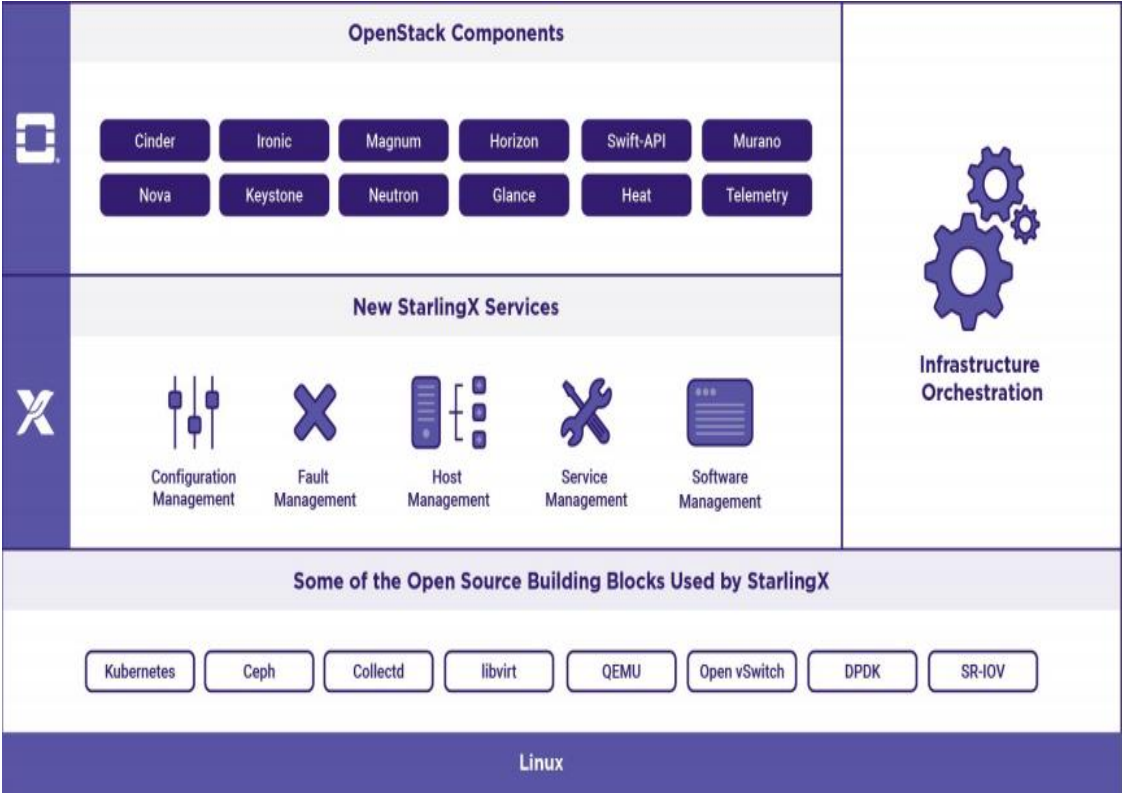 OpenStack Components
Cinder
Ironic
Magnum
Horizon
Swift-API
Murano
Nova
Keystone
Neutron
Glance
Heat
Telemetry
New StarlingX Services
Configuration
Management
Fault
Management
Host
Management
Service
Management
Software
Management
Infrastructure
Orchestration
Some of the Open Source Building Blocks Used by StarlingX
Kubernetes
Ceph
Collectd
libvirt
QEMU
Open vSwitch
DPDK
SR-IOV
Linux